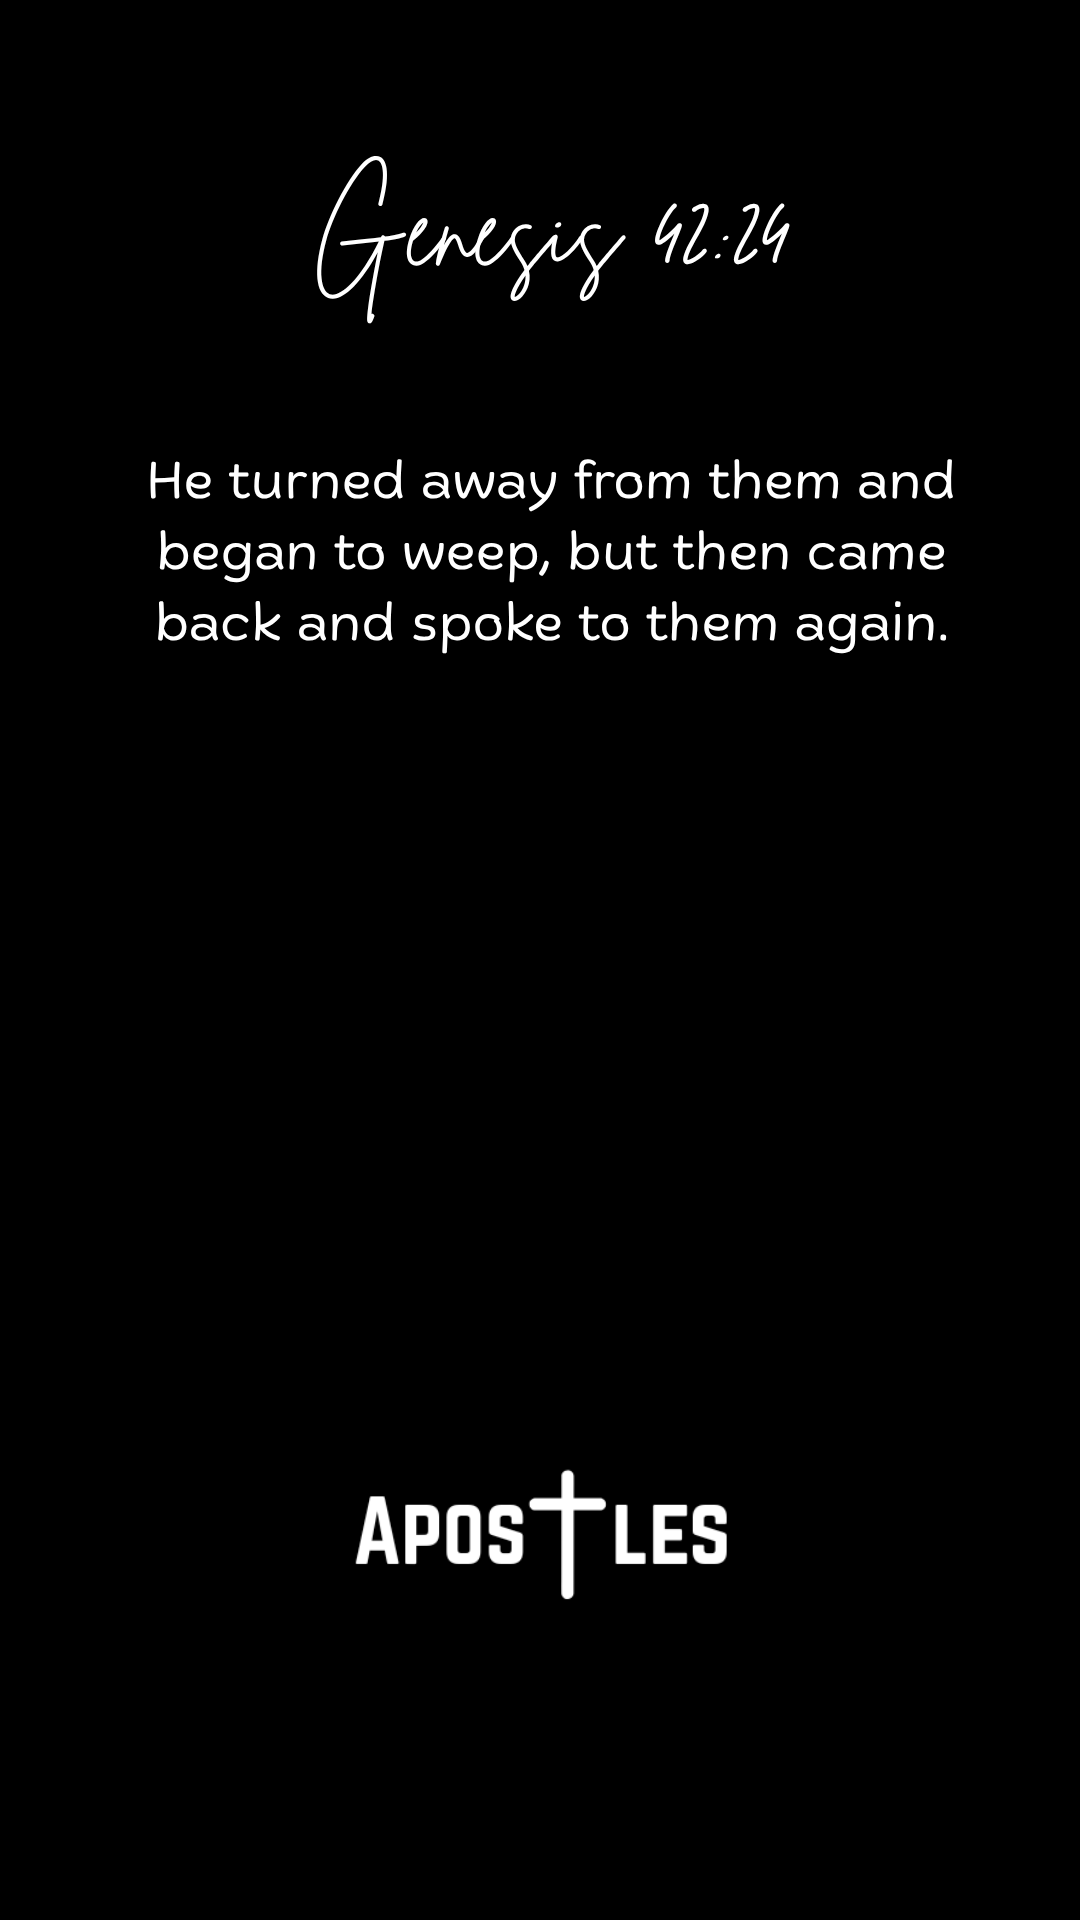 Genesis 42:24
He turned away from them and
began to weep, but then came
back and spoke to them again.
APOSTLES